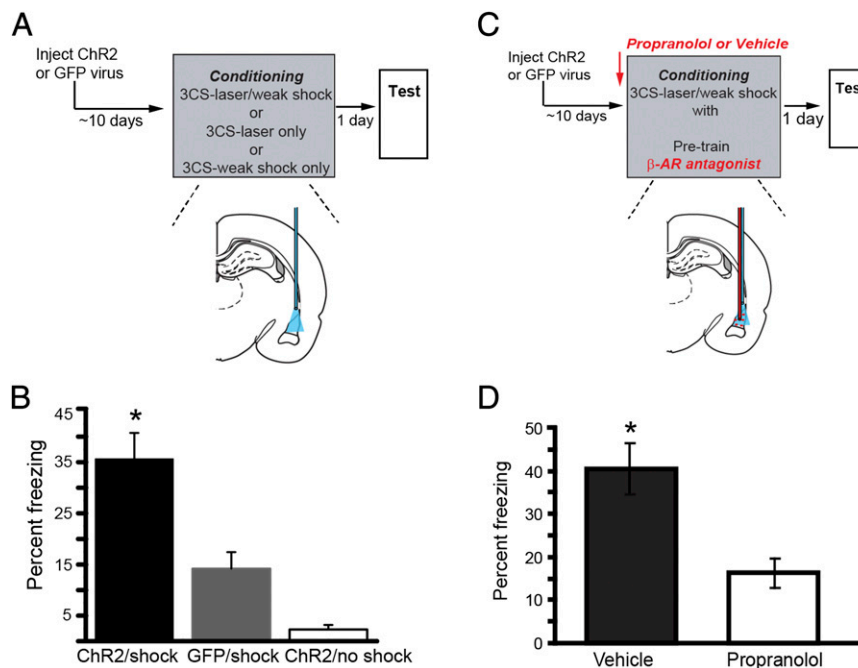 A
Inject ChR2
or GFP virus
~10 days
Conditioning
3CS-laser/weak shock
or
3CS-laser only
or
3CS-weak shock only
1 day
Test
C
Inject ChR2
or GFP virus
~10 days
Propranolol or Vehicle
Conditioning
3CS-laser/weak shock
with
Pre-train
β-AR antagonist
1 day
Tes
B
Percent freezing
45
35
25
15
5
*
ChR2/shock
GFP/shock
ChR2/no shock
D
Percent freezing
50
40
30
20
10
0
*
Vehicle
Propranolol